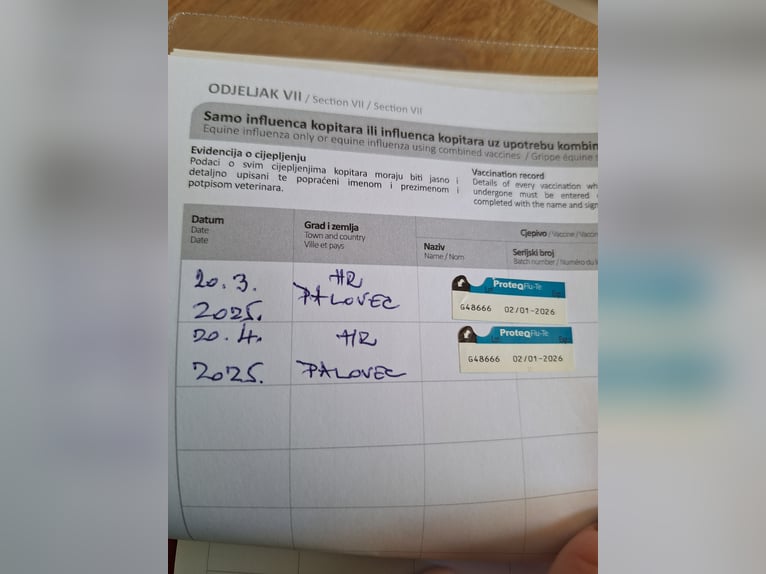 ODJELJAK VII / Section VII / Section VII
Samo influenca kopitara ili influenca kopitara uz upotrebu kombin
Equine influenza only or equine influenza using combined vaccines / Grippe équine
Evidencija o cijepljenju
Podaci o svim cijepljenjima kopitara moraju biti jasno i
detaljno upisani te popraćeni imenom i prezimenom i
potpisom veterinara.
Vaccination record
Details of every vaccination wh
undergone must be entered
completed with the name and sign
Datum
Date
Date
Grad i zemlja
Town and country
Ville et pays
Cjepivo / Vaccine / Vaccin
Naziv
Name / Nom
Serijski broj
Batch number / Numéro du l
20.3.
2025.
HR
PALOVEC
ProteqFlu-Te
G48666 02/01-2026
20.4.
2025.
HR
PALOVEC
ProteqFlu-Te
G48666 02/01-2026